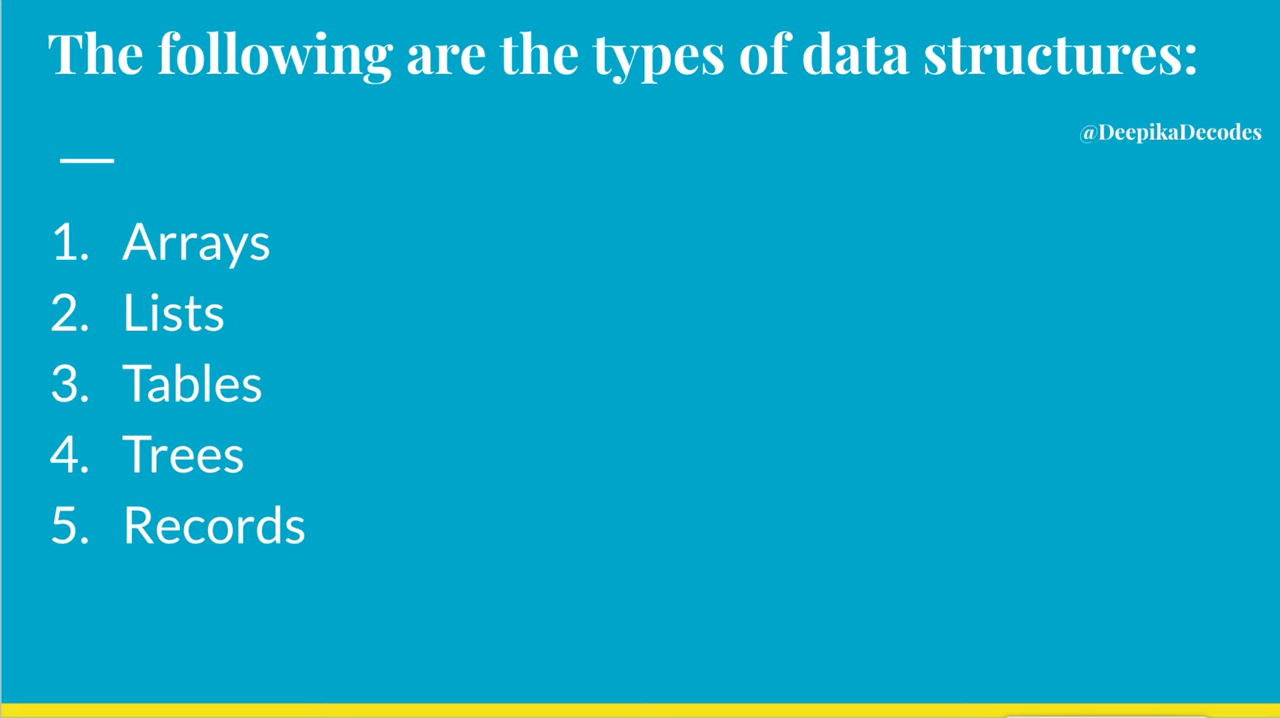 The following are the types of data structures:
@DeepikaDecodes
1. Arrays
2. Lists
3. Tables
4. Trees
5. Records